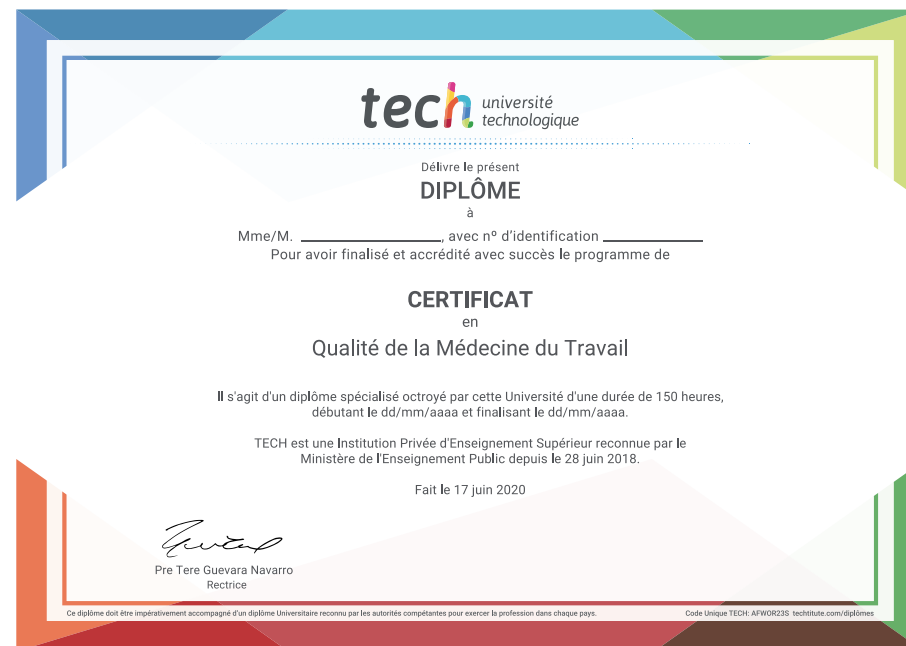 tech université
technologique
Délivre le présent
DIPLÔME
à
Mme/M. ____________________, avec nº d'identification ______________
Pour avoir finalisé et accrédité avec succès le programme de
CERTIFICAT
en
Qualité de la Médecine du Travail
Il s'agit d'un diplôme spécialisé octroyé par cette Université d'une durée de 150 heures,
débutant le dd/mm/aaaa et finalisant le dd/mm/aaaa.
TECH est une Institution Privée d'Enseignement Supérieur reconnue par le
Ministère de l'Enseignement Public depuis le 28 juin 2018.
Fait le 17 juin 2020
Pre Tere Guevara Navarro
Rectrice
Ce diplôme doit être impérativement accompagné d'un diplôme Universitaire reconnu par les autorités compétantes pour exercer la profession dans chaque pays.
Code Unique TECH: AFWOR23S techtitute.com/diplômes